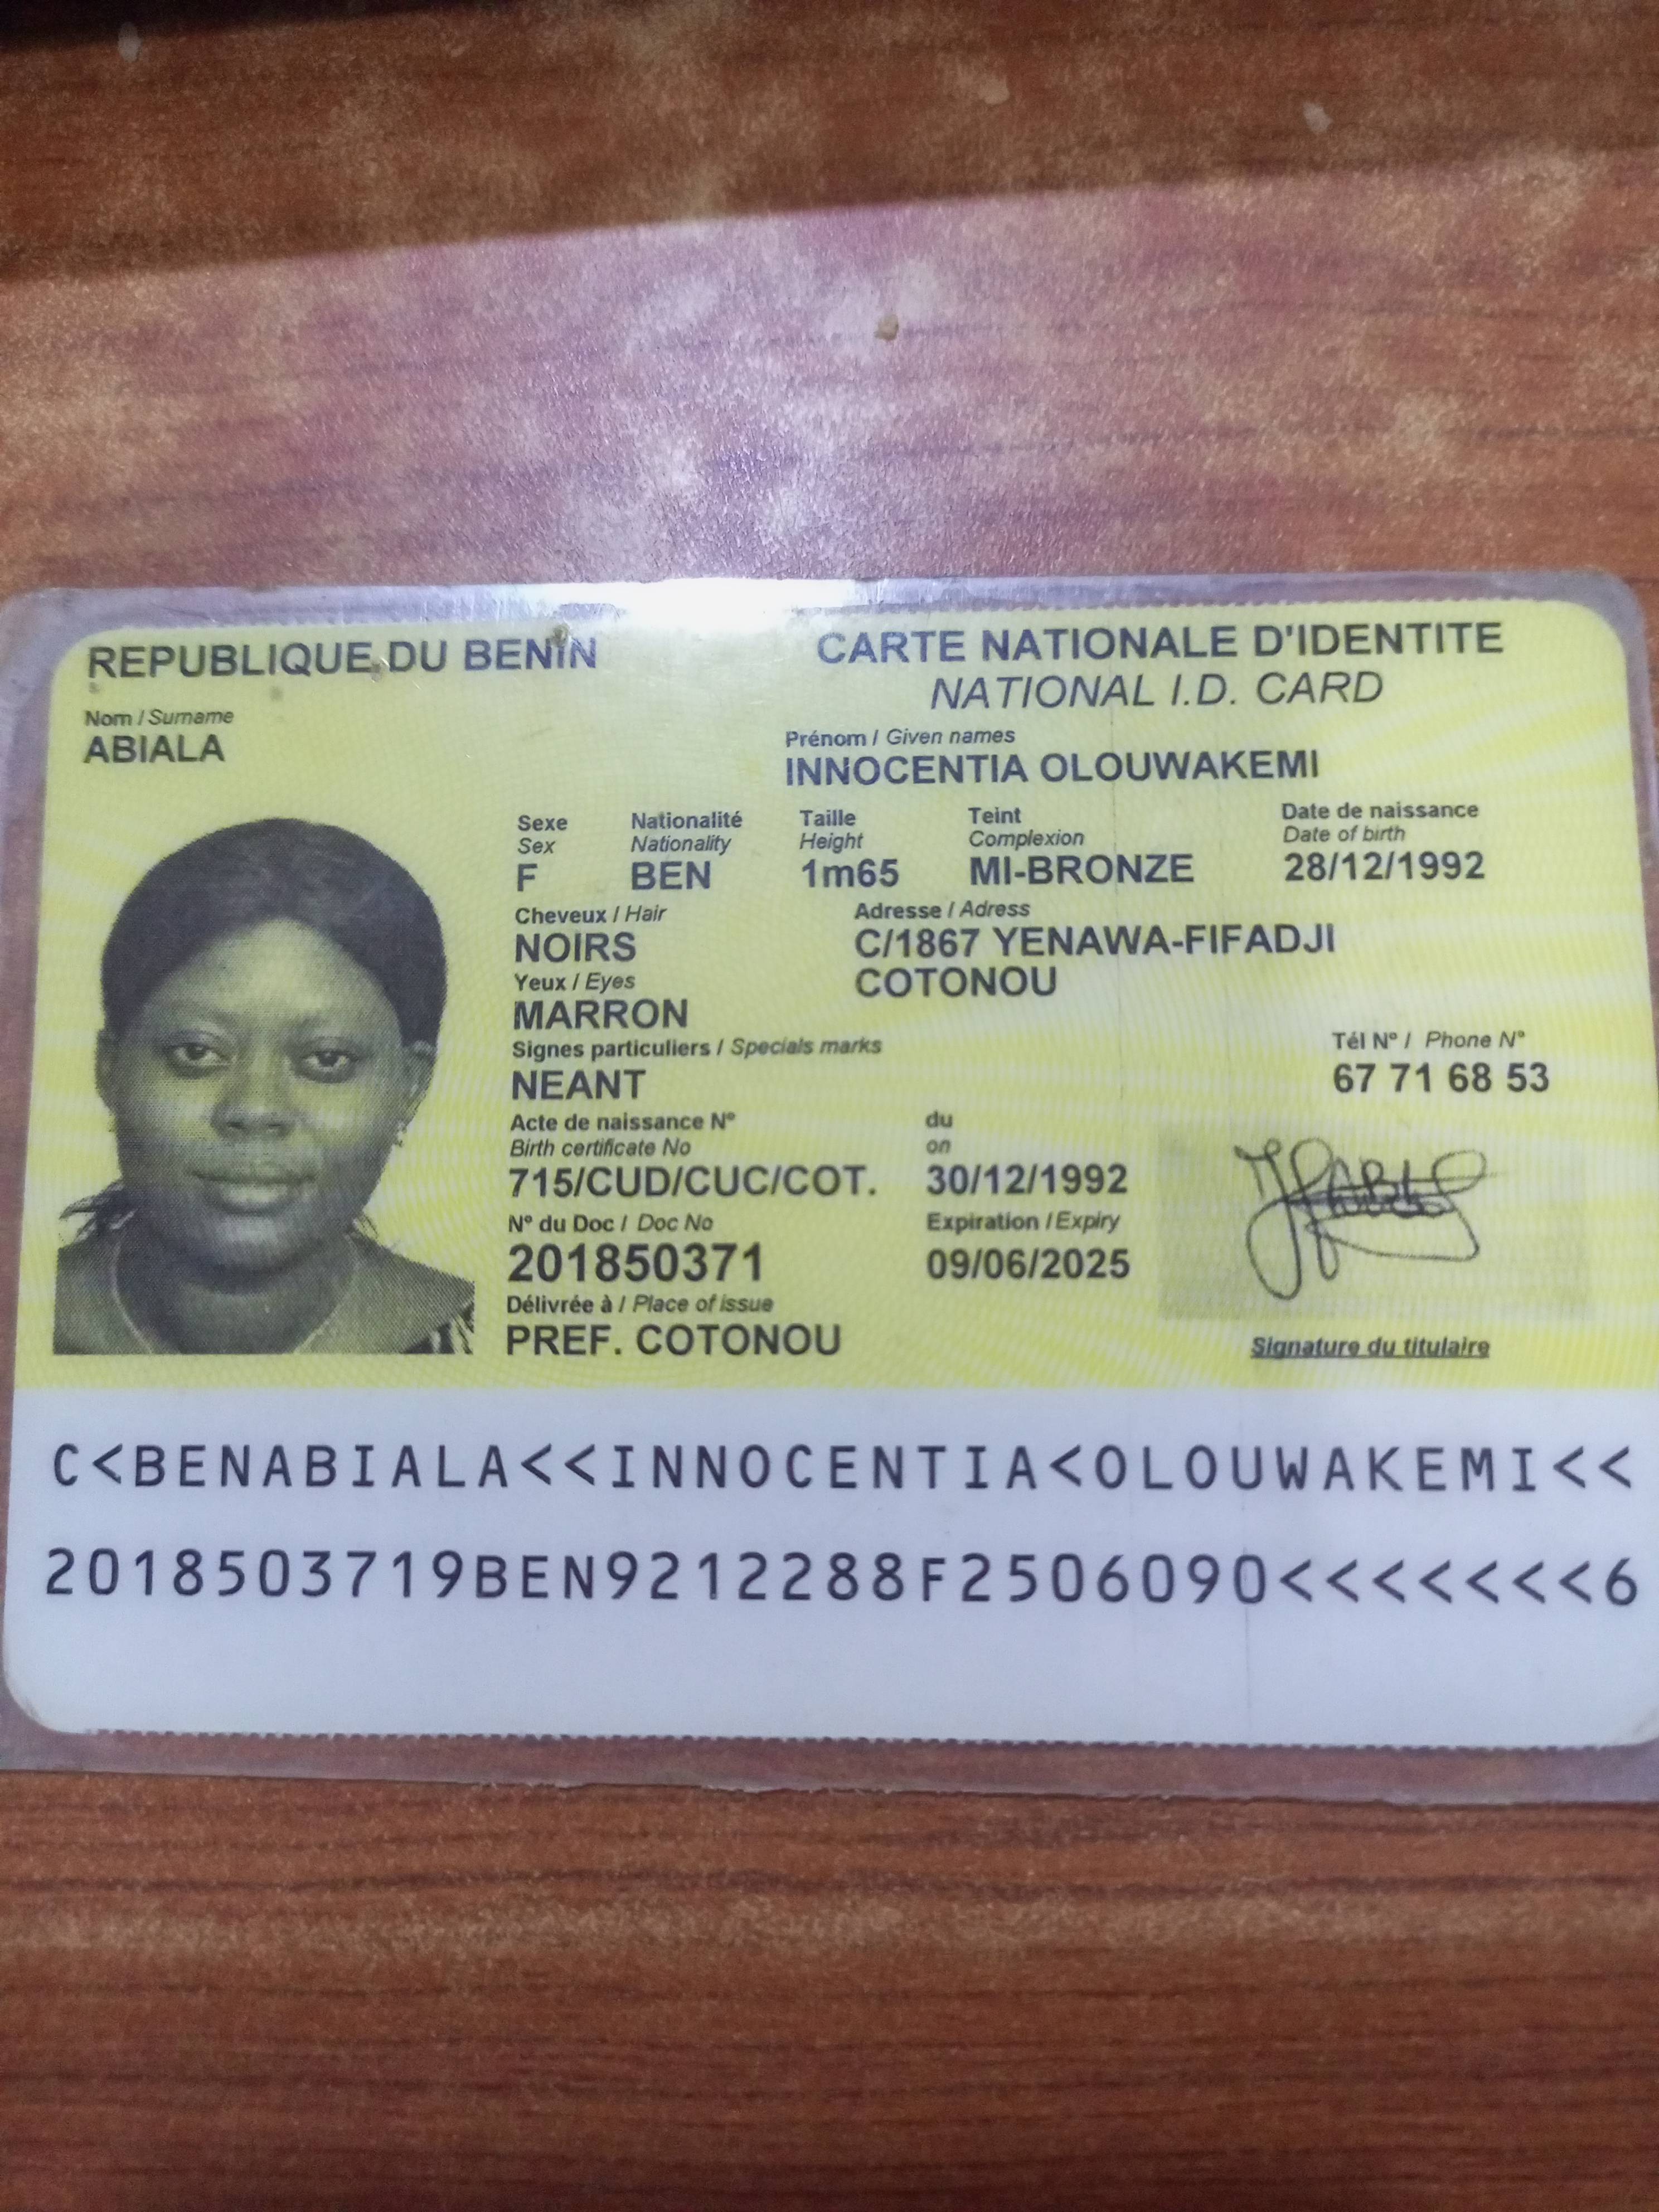 REPUBLIQUE DU BENIN
CARTE NATIONALE D'IDENTITE
NATIONAL I.D. CARD
Nom / Surname
ABIALA
Prénom / Given names
INNOCENTIA OLOUWAKEMI
Sexe Nationalité Taille Teint Date de naissance
Sex Nationality Height Complexion Date of birth
F BEN 1m65 MI-BRONZE 28/12/1992
Cheveux / Hair Adresse / Adress
NOIRS C/1867 YENAWA-FIFADJI
Yeux / Eyes COTONOU
MARRON
Signes particuliers / Specials marks Tél N° / Phone N°
NEANT 67 71 68 53
Acte de naissance N° du
Birth certificate No on
715/CUD/CUC/COT. 30/12/1992
N° du Doc / Doc No Expiration / Expiry
201850371 09/06/2025
Délivrée à / Place of issue
PREF. COTONOU
Signature du titulaire
C<BENABIALA<<INNOCENTIA<OLOUWAKEMI<<
2018503719BEN9212288F2506090<<<<<<<6